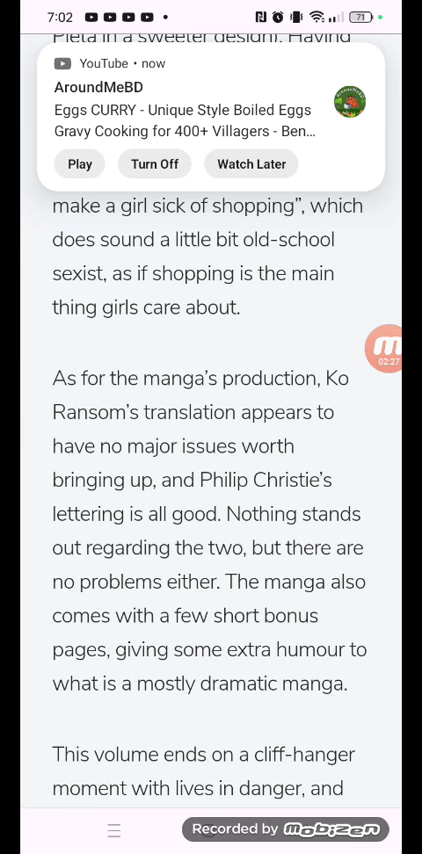 7:02
71
Pieta in a sweeter design). Having
YouTube • now
AroundMeBD
Eggs CURRY - Unique Style Boiled Eggs
Gravy Cooking for 400+ Villagers - Ben...
Play Turn Off Watch Later
make a girl sick of shopping”, which
does sound a little bit old-school
sexist, as if shopping is the main
thing girls care about.
02:27
As for the manga’s production, Ko
Ransom’s translation appears to
have no major issues worth
bringing up, and Philip Christie’s
lettering is all good. Nothing stands
out regarding the two, but there are
no problems either. The manga also
comes with a few short bonus
pages, giving some extra humour to
what is a mostly dramatic manga.
This volume ends on a cliff-hanger
moment with lives in danger, and
Recorded by mobizen